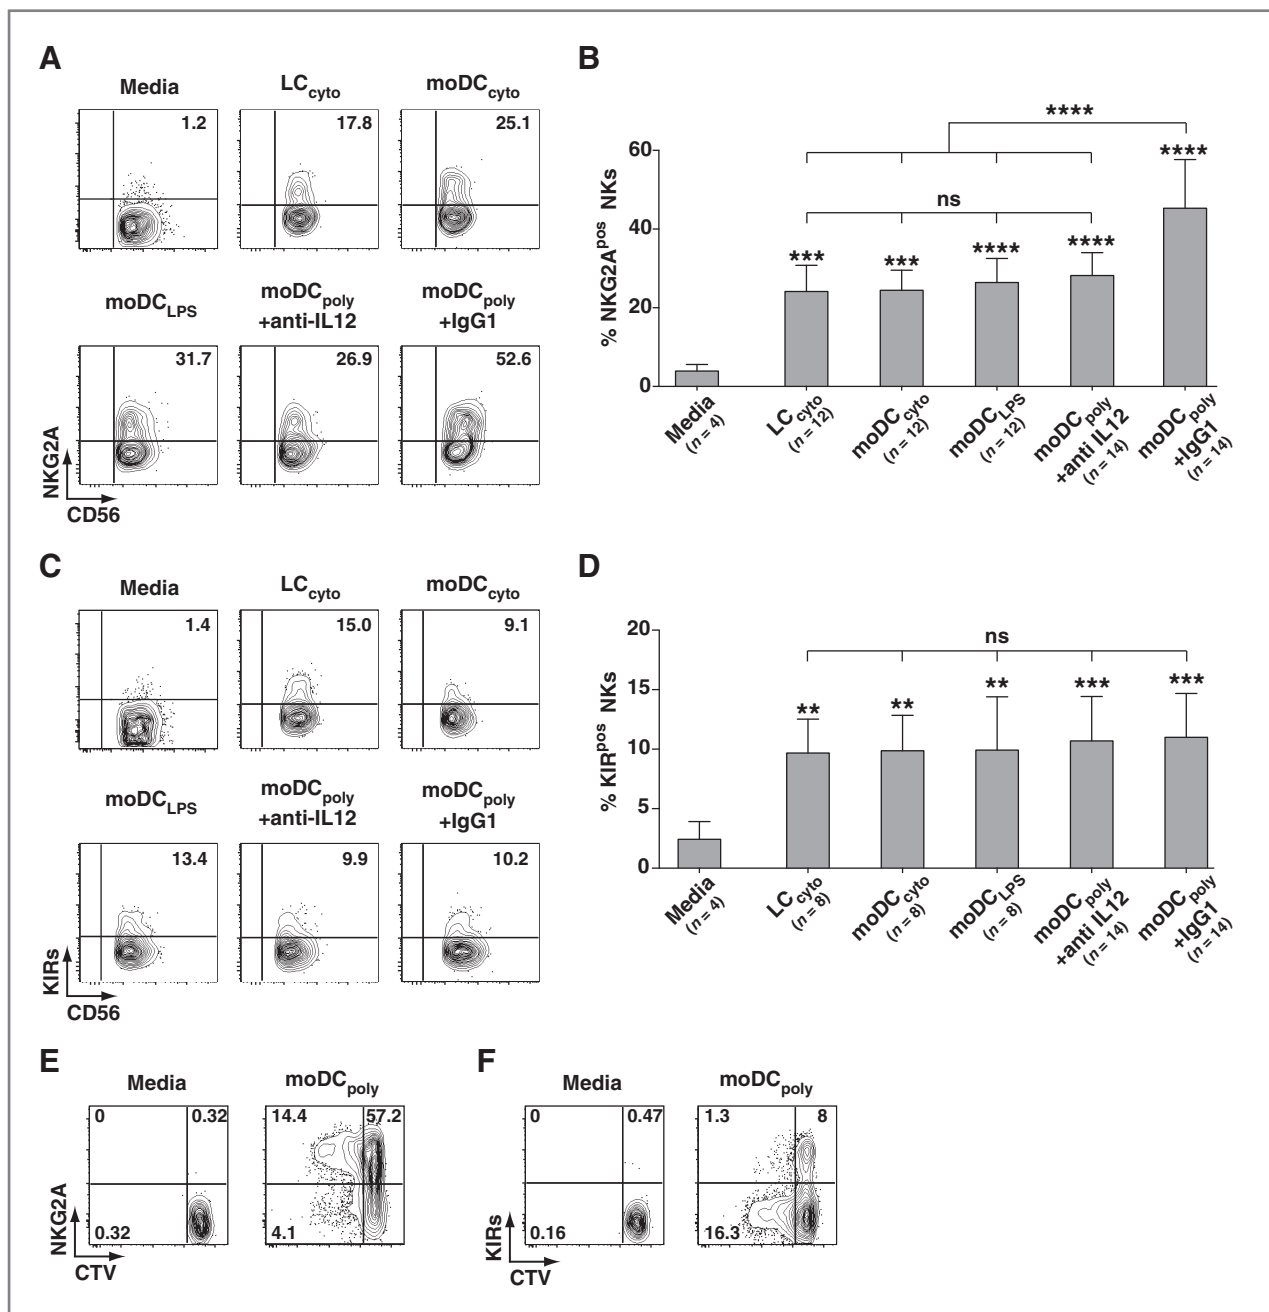 A
Media
LCcyto
moDCcyto
1.2
17.8
25.1
moDCLPS
moDCpoly
+anti-IL12
moDCpoly
+IgG1
31.7
26.9
52.6
NKG2A
CD56
B
% NKG2Apos NKs
60
40
20
0
****
ns
***
***
****
****
****
Media
(n = 4)
LCcyto
(n = 12)
moDCcyto
(n = 12)
moDCLPS
(n = 12)
moDCpoly
+anti IL12
(n = 14)
moDCpoly
+IgG1
(n = 14)
C
Media
LCcyto
moDCcyto
1.4
15.0
9.1
moDCLPS
moDCpoly
+anti-IL12
moDCpoly
+IgG1
13.4
9.9
10.2
KIRs
CD56
D
% KIRpos NKs
20
15
10
5
0
ns
**
**
**
***
***
Media
(n = 4)
LCcyto
(n = 8)
moDCcyto
(n = 8)
moDCLPS
(n = 8)
moDCpoly
+anti IL12
(n = 14)
moDCpoly
+IgG1
(n = 14)
E
Media
moDCpoly
0
0.32
0.32
14.4
57.2
4.1
NKG2A
CTV
F
Media
moDCpoly
0
0.47
0.16
1.3
8
16.3
KIRs
CTV